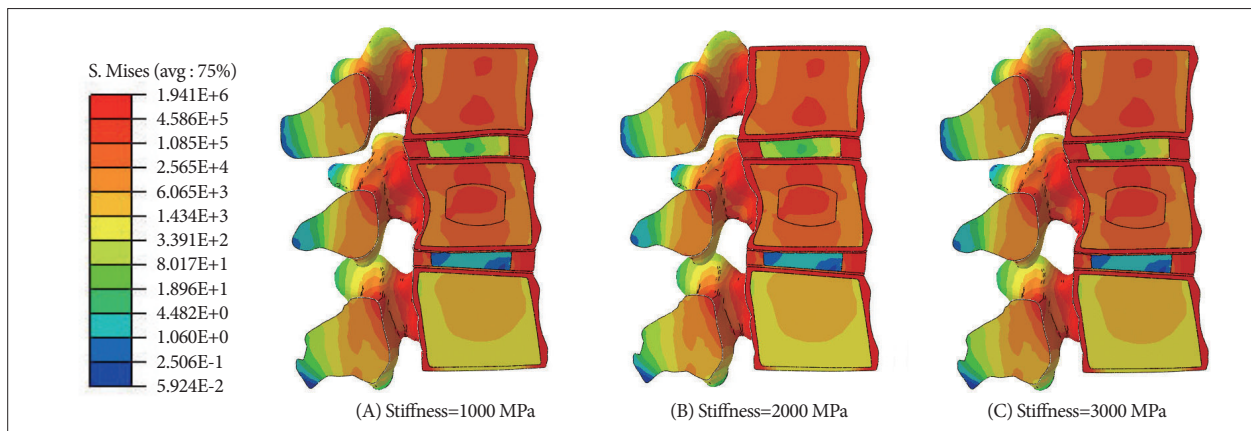 S. Mises (avg : 75%)
1.941E+6
4.586E+5
1.085E+5
2.565E+4
6.065E+3
1.434E+3
3.391E+2
8.017E+1
1.896E+1
4.482E+0
1.060E+0
2.506E-1
5.924E-2
(A) Stiffness=1000 MPa
(B) Stiffness=2000 MPa
(C) Stiffness=3000 MPa